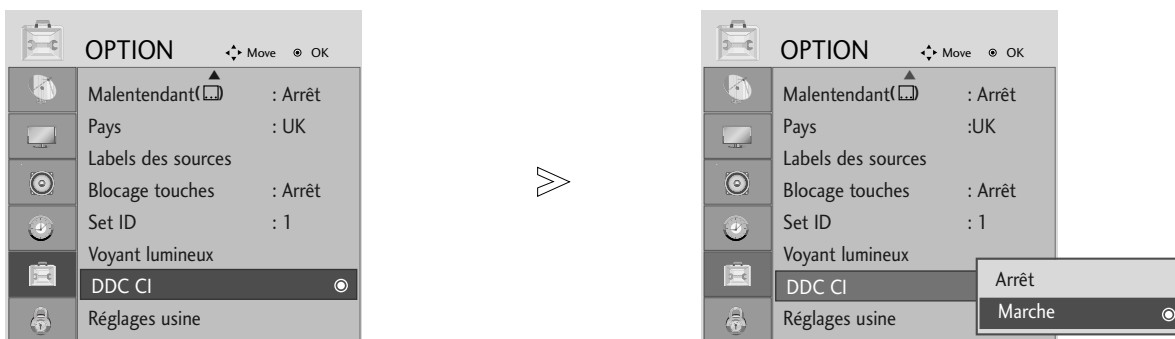 OPTION Move OK
Malentendant( ) : Arrêt
Pays : UK
Labels des sources
Blocage touches : Arrêt
Set ID : 1
Voyant lumineux
DDC CI
Réglages usine
OPTION Move OK
Malentendant( ) : Arrêt
Pays :UK
Labels des sources
Blocage touches : Arrêt
Set ID : 1
Voyant lumineux
DDC CI
Réglages usine
Arrêt
Marche